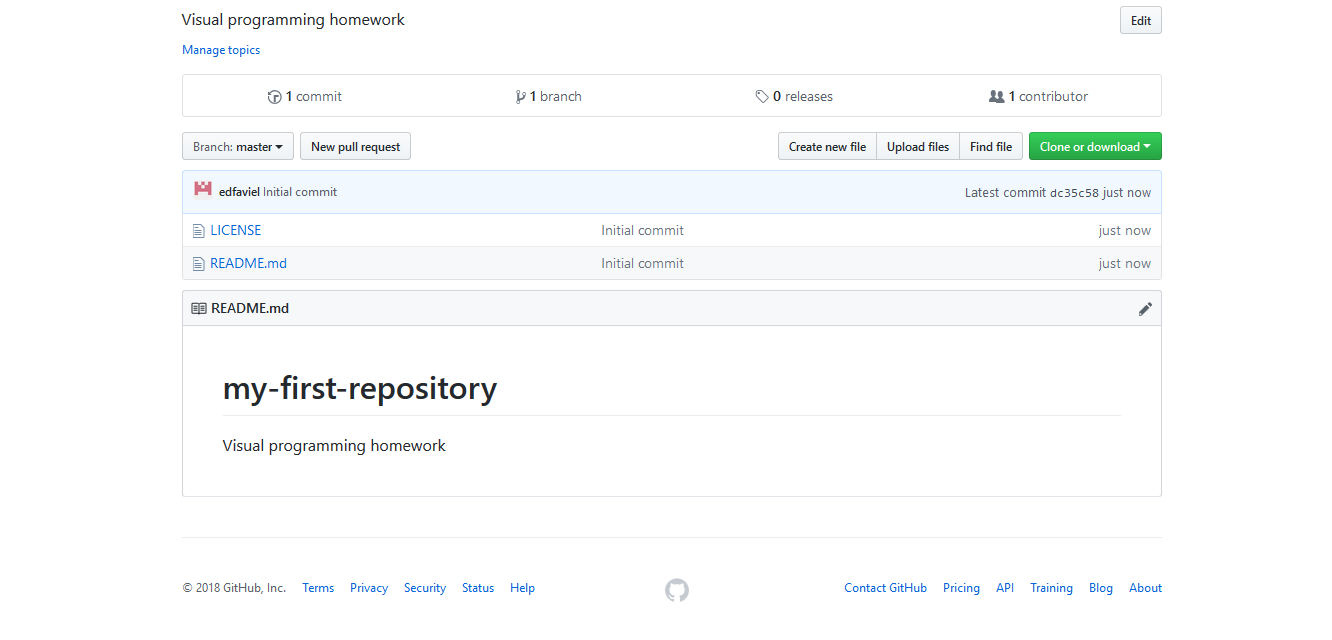 Visual programming homework Edit
Manage topics
1 commit 1 branch 0 releases 1 contributor
Branch: master New pull request Create new file Upload files Find file Clone or download
edfaviel Initial commit Latest commit dc35c58 just now
LICENSE Initial commit just now
README.md Initial commit just now
README.md
my-first-repository
Visual programming homework
© 2018 GitHub, Inc. Terms Privacy Security Status Help Contact GitHub Pricing API Training Blog About